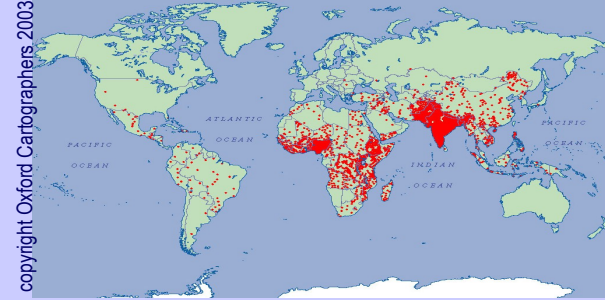 copyright Oxford Cartographers 2003
ATLANTIC
OCEAN
PACIFIC
OCEAN
INDIAN
OCEAN
PACIFIC
OCEAN